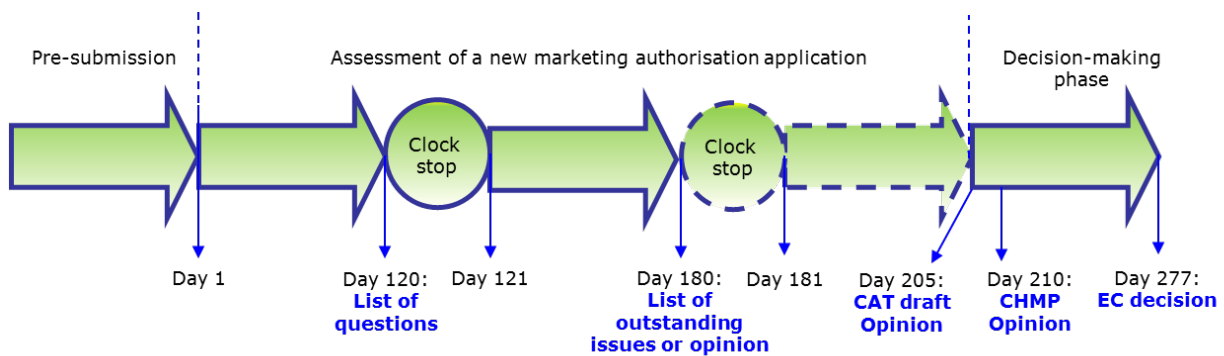 Pre-submission
Assessment of a new marketing authorisation application
Decision-making
phase
Clock
stop
Clock
stop
Day 1
Day 120:
List of
questions
Day 121
Day 180:
List of
outstanding
issues or opinion
Day 181
Day 205:
CAT draft
Opinion
Day 210:
CHMP
Opinion
Day 277:
EC decision